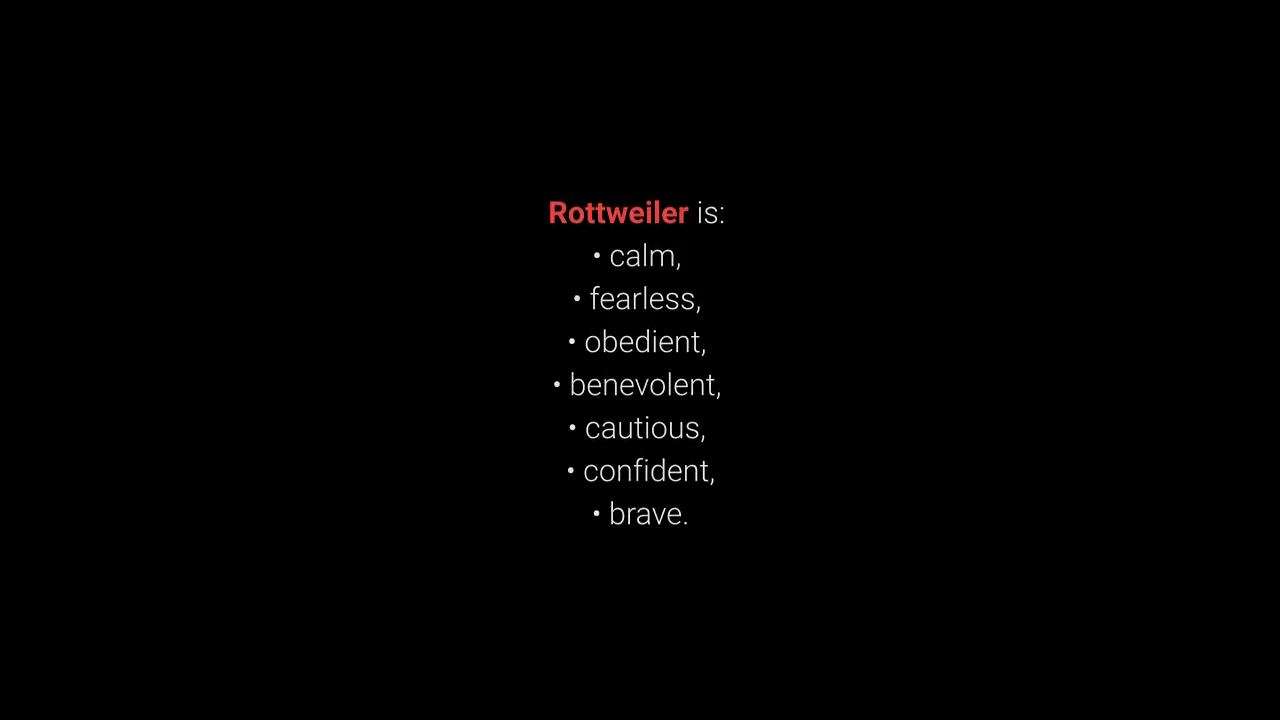 Rottweiler is:
• calm,
• fearless,
• obedient,
• benevolent,
• cautious,
• confident,
• brave.